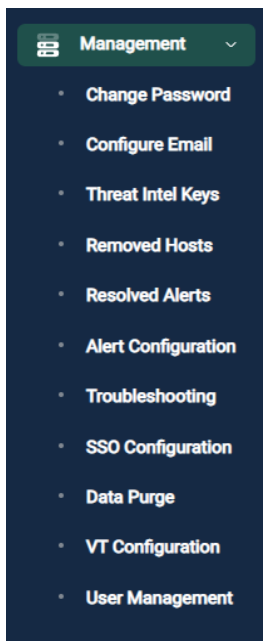 Management
Change Password
Configure Email
Threat Intel Keys
Removed Hosts
Resolved Alerts
Alert Configuration
Troubleshooting
SSO Configuration
Data Purge
VT Configuration
User Management